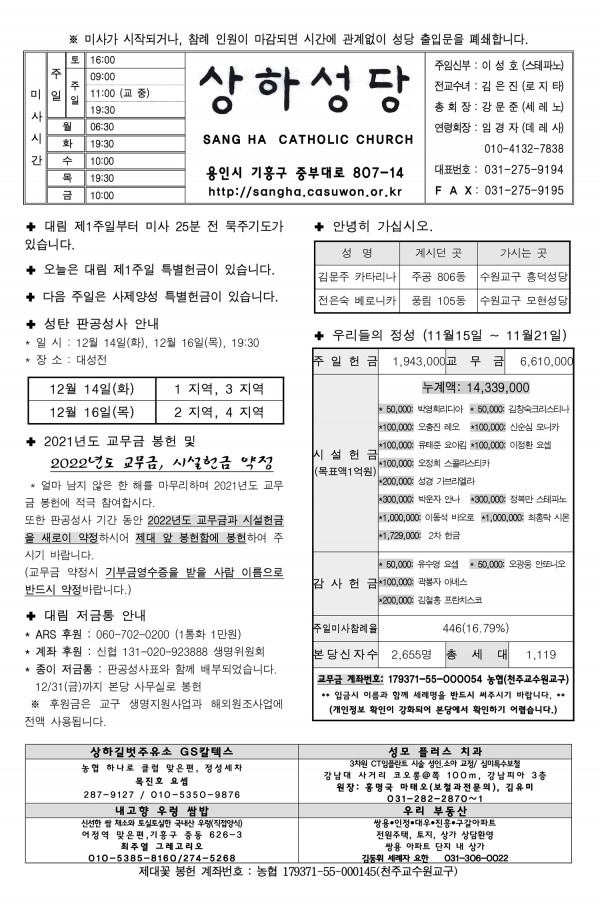 ※ 미사가 시작되거나, 참례 인원이 마감되면 시간에 관계없이 성당 출입문을 폐쇄합니다.
미사시간
주일
토 16:00
주일 09:00
11:00 (교 중)
19:30
월 06:30
화 19:30
수 10:00
목 19:30
금 10:00
상하성당
SANG HA CATHOLIC CHURCH
용인시 기흥구 중부대로 807-14
http://sangha.casuwon.or.kr
주임신부 : 이 성 호 (스테파노)
전교수녀 : 김 은 진 (로 지 타)
총 회 장 : 강 문 준 (세 레 노)
연령회장 : 임 경 자 (데 레 사)
010-4132-7838
대표번호 : 031-275-9194
F A X : 031-275-9195
✚ 대림 제1주일부터 미사 25분 전 묵주기도가
있습니다.
✚ 오늘은 대림 제1주일 특별헌금이 있습니다.
✚ 다음 주일은 사제양성 특별헌금이 있습니다.
✚ 성탄 판공성사 안내
* 일 시 : 12월 14일(화), 12월 16일(목), 19:30
* 장 소 : 대성전
12월 14일(화) 1 지역, 3 지역
12월 16일(목) 2 지역, 4 지역
✚ 2021년도 교무금 봉헌 및
2022년도 교무금, 시설헌금 약정
* 얼마 남지 않은 한 해를 마무리하며 2021년도 교무
금 봉헌에 적극 참여합시다.
또한 판공성사 기간 동안 2022년도 교무금과 시설헌금
을 새로이 약정하시어 제대 앞 봉헌함에 봉헌하여 주
시기 바랍니다.
(교무금 약정시 기부금영수증을 받을 사람 이름으로
반드시 약정바랍니다.)
✚ 대림 저금통 안내
* ARS 후원 : 060-702-0200 (1통화 1만원)
* 계좌 후원 : 신협 131-020-923888 생명위원회
* 종이 저금통 : 판공성사표와 함께 배부되었습니다.
12/31(금)까지 본당 사무실로 봉헌
※ 후원금은 교구 생명지원사업과 해외원조사업에
전액 사용됩니다.
✚ 안녕히 가십시오.
성 명 계시던 곳 가시는 곳
김문주 카타리나 주공 806동 수원교구 흥덕성당
전은숙 베로니카 풍림 105동 수원교구 모현성당
✚ 우리들의 정성 (11월15일 ~ 11월21일)
주 일 헌 금 1,943,000 교 무 금 6,610,000
시 설 헌 금
(목표액1억원)
누계액: 14,339,000
* 50,000: 박영희리디아 * 50,000: 김창숙크리스티나
*100,000: 오충진 레오 *100,000: 신순심 모니카
*100,000: 유태준 요아킴 *100,000: 이정환 요셉
*100,000: 오정희 스콜라스티카
*200,000: 성경 가브리엘라
*300,000: 박운자 안나 *300,000: 정복만 스테파노
*1,000,000: 이동석 바오로 *1,000,000: 최홍락 시몬
*1,729,000: 2차 헌금
감 사 헌 금
* 50,000: 유수영 요셉 * 50,000: 오광웅 안또니오
*100,000: 곽봉자 아녜스
*200,000: 김철홍 프란치스코
주일미사참례율 446(16.79%)
본당신자수 2,655명 총 세 대 1,119
교무금 계좌번호: 179371-55-000054 농협(천주교수원교구)
** 입금시 이름과 함께 세례명을 반드시 써주시기 바랍니다. **
(개인정보 확인이 강화되어 본당에서 확인하기 어렵습니다.)
상하길벗주유소 GS칼텍스
농협 하나로 클럽 맞은편, 정성세차
목진호 요셉
287-9127 / 010-5350-9876
성모 플러스 치과
3차원 CT임플란트 시술 성인,소아 교정/ 심미특수보철
강남대 사거리 코오롱@쪽 100m, 강남피아 3층
원장: 홍명국 마태오(보철과전문의), 김유미
031-282-2870~1
내고향 우렁 쌈밥
신선한 쌈 채소와 토실토실한 국내산 우렁(직접양식)
어정역 맞은편,기흥구 중동 626-3
최주열 그레고리오
010-5385-8160/274-5268
우리 부동산
쌍용•인정•대우•진흥•구갈아파트
전원주택, 토지, 상가 상담환영
쌍용 아파트 단지 내 상가
김동휘 세례자 요한 031-306-0022
제대꽃 봉헌 계좌번호 : 농협 179371-55-000145(천주교수원교구)